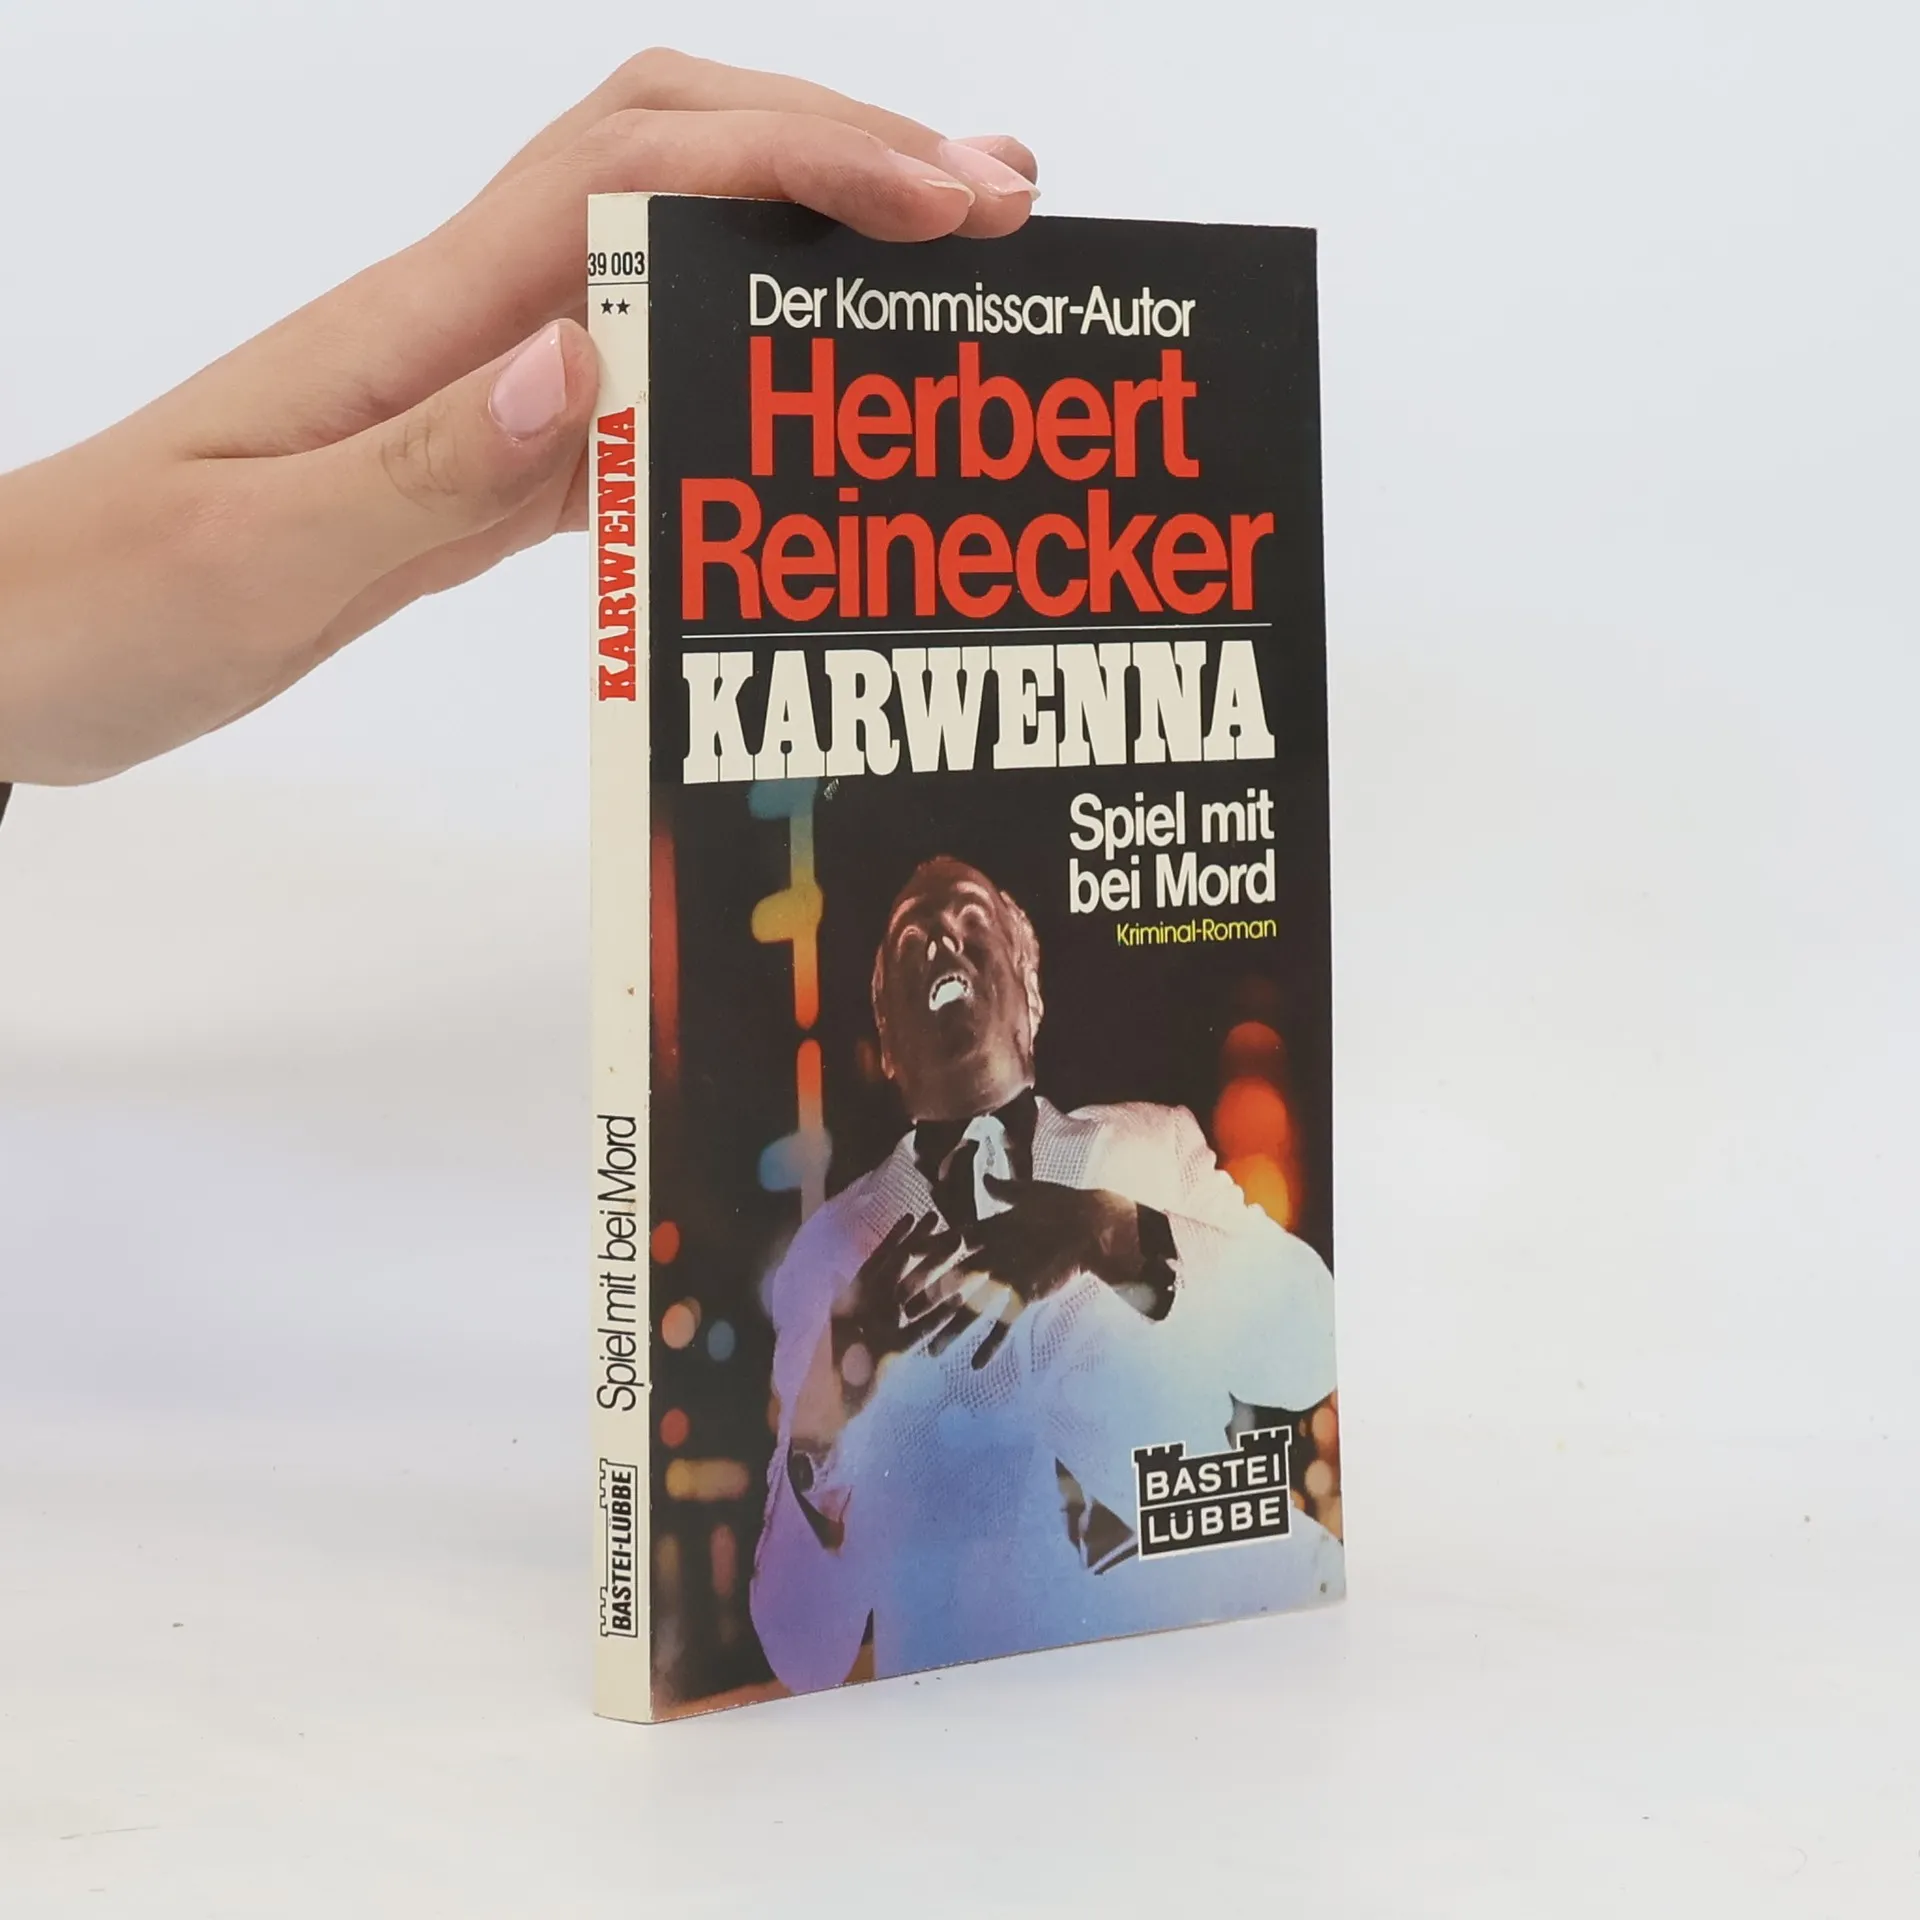 39 003
★★
KARWENNA
Spiel mit bei Mord
BASTEI-LÜBBE
Der Kommissar-Autor
Herbert
Reinecker
KARWENNA
Spiel mit
bei Mord
Kriminal-Roman
BASTEI
LÜBBE